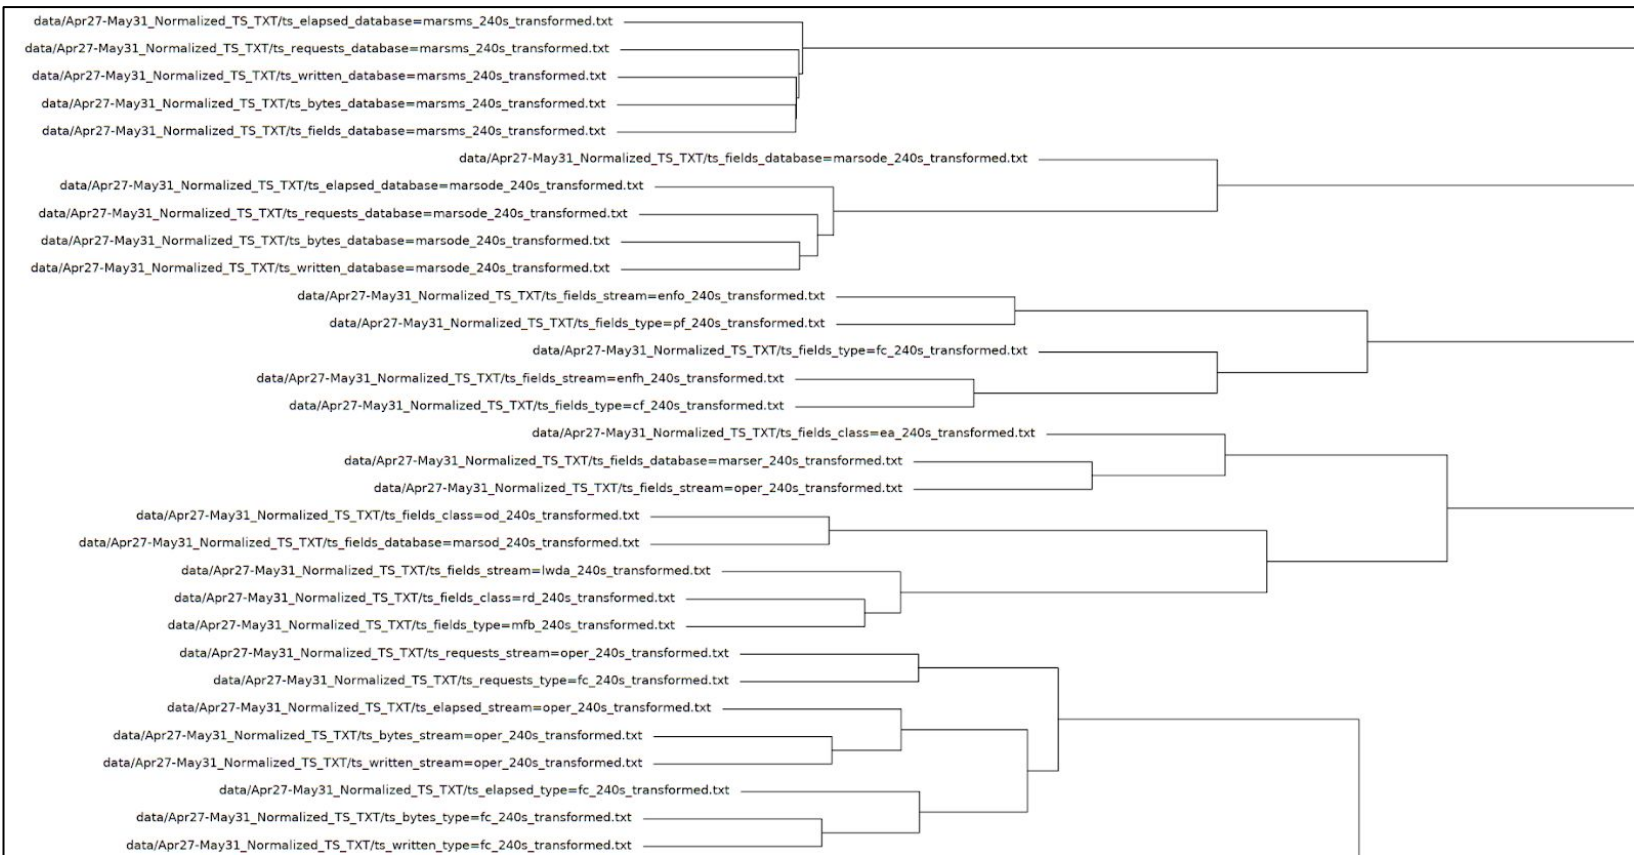 data/Apr27-May31_Normalized_TS_TXT/ts_elapsed_database=marsms_240s_transformed.txt
data/Apr27-May31_Normalized_TS_TXT/ts_requests_database=marsms_240s_transformed.txt
data/Apr27-May31_Normalized_TS_TXT/ts_written_database=marsms_240s_transformed.txt
data/Apr27-May31_Normalized_TS_TXT/ts_bytes_database=marsms_240s_transformed.txt
data/Apr27-May31_Normalized_TS_TXT/ts_fields_database=marsms_240s_transformed.txt
data/Apr27-May31_Normalized_TS_TXT/ts_fields_database=marsode_240s_transformed.txt
data/Apr27-May31_Normalized_TS_TXT/ts_elapsed_database=marsode_240s_transformed.txt
data/Apr27-May31_Normalized_TS_TXT/ts_requests_database=marsode_240s_transformed.txt
data/Apr27-May31_Normalized_TS_TXT/ts_bytes_database=marsode_240s_transformed.txt
data/Apr27-May31_Normalized_TS_TXT/ts_written_database=marsode_240s_transformed.txt
data/Apr27-May31_Normalized_TS_TXT/ts_fields_stream=enfo_240s_transformed.txt
data/Apr27-May31_Normalized_TS_TXT/ts_fields_type=pf_240s_transformed.txt
data/Apr27-May31_Normalized_TS_TXT/ts_fields_type=fc_240s_transformed.txt
data/Apr27-May31_Normalized_TS_TXT/ts_fields_stream=enfh_240s_transformed.txt
data/Apr27-May31_Normalized_TS_TXT/ts_fields_type=cf_240s_transformed.txt
data/Apr27-May31_Normalized_TS_TXT/ts_fields_class=ea_240s_transformed.txt
data/Apr27-May31_Normalized_TS_TXT/ts_fields_database=marser_240s_transformed.txt
data/Apr27-May31_Normalized_TS_TXT/ts_fields_stream=oper_240s_transformed.txt
data/Apr27-May31_Normalized_TS_TXT/ts_fields_class=od_240s_transformed.txt
data/Apr27-May31_Normalized_TS_TXT/ts_fields_database=marsod_240s_transformed.txt
data/Apr27-May31_Normalized_TS_TXT/ts_fields_stream=lwda_240s_transformed.txt
data/Apr27-May31_Normalized_TS_TXT/ts_fields_class=rd_240s_transformed.txt
data/Apr27-May31_Normalized_TS_TXT/ts_fields_type=mfb_240s_transformed.txt
data/Apr27-May31_Normalized_TS_TXT/ts_requests_stream=oper_240s_transformed.txt
data/Apr27-May31_Normalized_TS_TXT/ts_requests_type=fc_240s_transformed.txt
data/Apr27-May31_Normalized_TS_TXT/ts_elapsed_stream=oper_240s_transformed.txt
data/Apr27-May31_Normalized_TS_TXT/ts_bytes_stream=oper_240s_transformed.txt
data/Apr27-May31_Normalized_TS_TXT/ts_written_stream=oper_240s_transformed.txt
data/Apr27-May31_Normalized_TS_TXT/ts_elapsed_type=fc_240s_transformed.txt
data/Apr27-May31_Normalized_TS_TXT/ts_bytes_type=fc_240s_transformed.txt
data/Apr27-May31_Normalized_TS_TXT/ts_written_type=fc_240s_transformed.txt